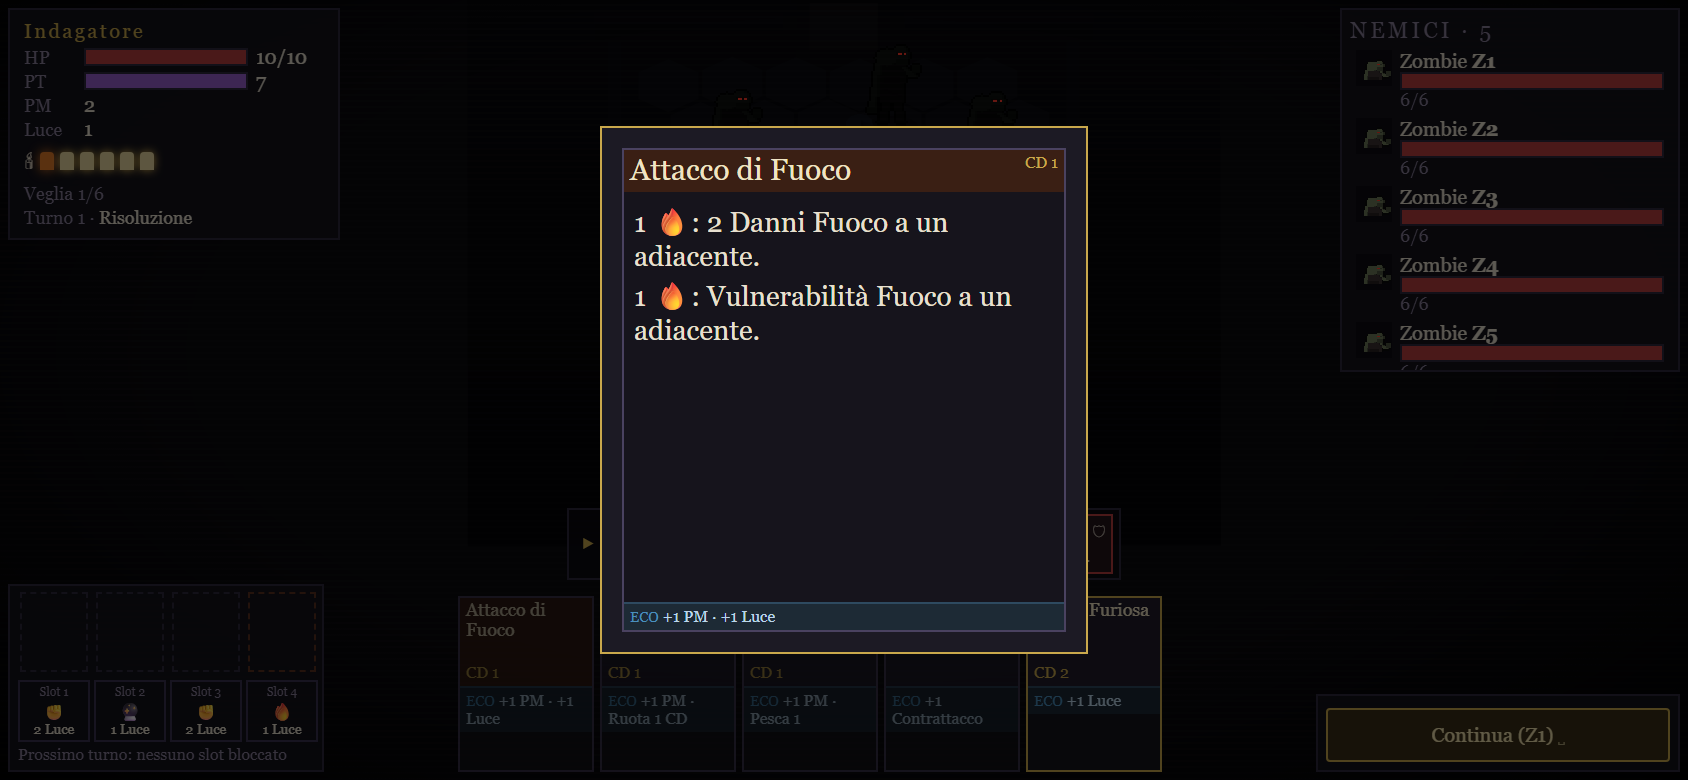 Indagatore
HP 10/10
PT 7
PM 2
Luce 1
Veglia 1/6
Turno 1 · Risoluzione
NEMICI · 5
Zombie Z1
6/6
Zombie Z2
6/6
Zombie Z3
6/6
Zombie Z4
6/6
Zombie Z5
6/6
Attacco di Fuoco CD 1
1 🔥 : 2 Danni Fuoco a un
adiacente.
1 🔥 : Vulnerabilità Fuoco a un
adiacente.
ECO +1 PM · +1 Luce
Slot 1 Slot 2 Slot 3 Slot 4
2 Luce 1 Luce 2 Luce 1 Luce
Prossimo turno: nessuno slot bloccato
Attacco di
Fuoco
CD 1
ECO +1 PM · +1
Luce
CD 1
ECO +1 PM ·
Ruota 1 CD
CD 1
ECO +1 PM ·
Pesca 1
ECO +1
Contrattacco
Furiosa
CD 2
ECO +1 Luce
Continua (Z1)